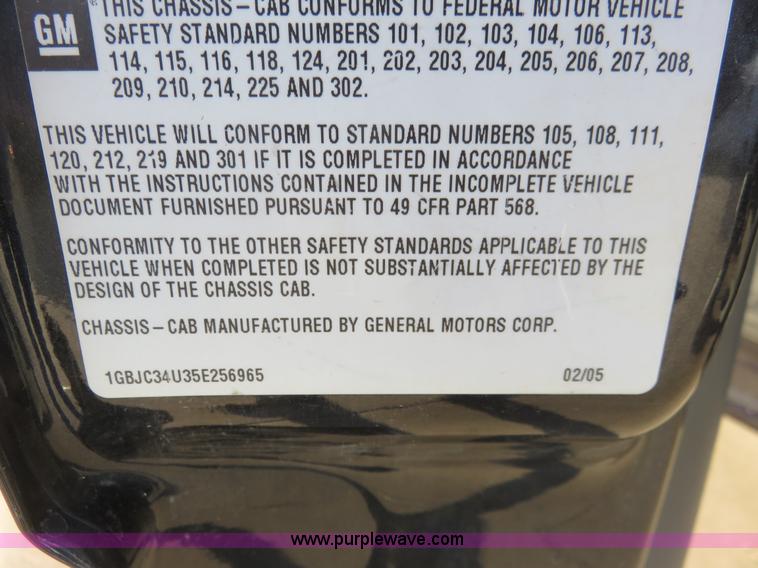 THIS CHASSIS-CAB CONFORMS TO FEDERAL MOTOR VEHICLE
GM
SAFETY STANDARD NUMBERS 101, 102, 103, 104, 106, 113,
114, 115, 116, 118, 124, 201, 202, 203, 204, 205, 206, 207, 208,
209, 210, 214, 225 AND 302.
THIS VEHICLE WILL CONFORM TO STANDARD NUMBERS 105, 108, 111,
120, 212, 219 AND 301 IF IT IS COMPLETED IN ACCORDANCE
WITH THE INSTRUCTIONS CONTAINED IN THE INCOMPLETE VEHICLE
DOCUMENT FURNISHED PURSUANT TO 49 CFR PART 568.
CONFORMITY TO THE OTHER SAFETY STANDARDS APPLICABLE TO THIS
VEHICLE WHEN COMPLETED IS NOT SUBSTANTIALLY AFFECTED BY THE
DESIGN OF THE CHASSIS CAB.
CHASSIS-CAB MANUFACTURED BY GENERAL MOTORS CORP.
1GBJC34U35E256965 02/05
www.purplewave.com